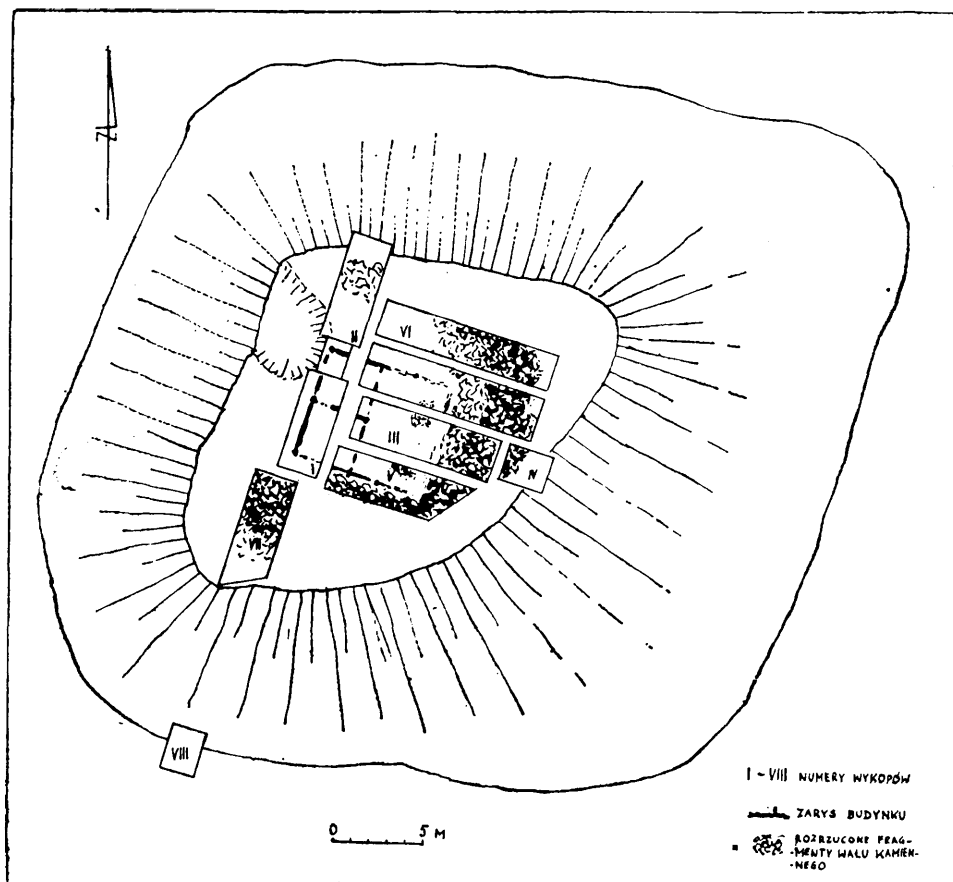 N
II
VI
III
IV
V
VII
VIII
0 5 M
I – VIII NUMERY WYKOPÓW
ZARYS BUDYNKU
ROZRZUCONE FRAG-
-MENTY WAŁU KAMIEN-
-NEGO